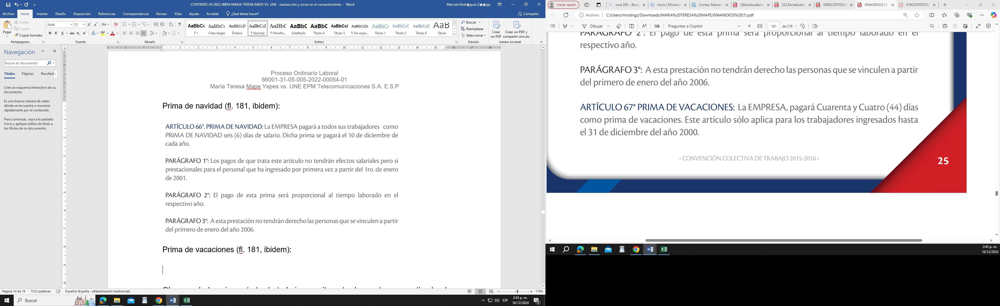 CONTRATO HS 2022-00054 MARIA TERESA MAPE VS. UNE - transacción y vicios en el consentimiento - Word
Marcela Rodr�guez Z��iga
Archivo Inicio Insertar Diseño Disposición Referencias Correspondencia Revisar Vista Ayuda Acrobat ¿Qué desea hacer? Compartir
Pegar
Cortar
Copiar
Copiar formato
Portapapeles
Arial 12
N K S abc x₂ x²
Fuente
Párrafo
AaBbCc AaBbCc AaBbCcD AaBbCcI AaBbC AaBbC AaBbC AaBbCcI AaBbCcDc AaBbC AaBbCcD AaBbCcD AaB
¶ 1 Citas largas Énfasis ¶ Normal ¶ Párrafo... Subtítulo Título 4 Título 5 ¶ Sin espa... Título 1 Título 2 Título 6 Título
Estilos
Buscar
Reemplazar
Seleccionar
Edición
Crear un PDF
Crear un PDF y compartir vínculo
Adobe Acrobat
Navegación
Buscar en documento
Títulos Páginas Resultad
Cree un esquema interactivo de su
documento.
Es una buena manera de saber
dónde se encuentra o moverse
rápidamente por el contenido.
Para comenzar, vaya a la pestaña
Inicio y aplique estilos de título a
los títulos de su documento.
Proceso Ordinario Laboral
66001-31-05-005-2022-00054-01
María Teresa Mape Yepes vs. UNE EPM Telecomunicaciones S.A. E.S.P
Prima de navidad (fl. 181, ibidem):
ARTÍCULO 66°. PRIMA DE NAVIDAD: La EMPRESA pagará a todos sus trabajadores como
PRIMA DE NAVIDAD seis (6) días de salario. Dicha prima se pagará el 10 de diciembre de
cada año.
PARÁGRAFO 1°: Los pagos de que trata este artículo no tendrán efectos salariales pero si
prestacionales para el personal que ha ingresado por primera vez a partir del 1ro. de enero
de 2001.
PARÁGRAFO 2°: El pago de esta prima será proporcional al tiempo laborado en el
respectivo año.
PARÁGRAFO 3°: A esta prestación no tendrán derecho las personas que se vinculen a partir
del primero de enero del año 2006.
Prima de vacaciones (fl. 181, ibidem):
Página 14 de 19 7522 palabras Español (España - alfabetización tradicional) 170%
Buscar
ESP
2:43 p. m.
16/12/2024
2
Iniciar sesión
owa 365 - Búsqu
Inicio | Microsof
Correo: Marcela
28ActaAudienci
2323ActaAudien
009ESCRITOSUB
004ANEXOS (1).
016CONTESTAC
Archivo C:/Users/mrodrigz/Downloads/MARIA%20TERESA%20MAPE/004ANEXOS%20(1).pdf
Dibujar Preguntar a Copilot 181 de 219
PARÁGRAFO 2°: El pago de esta prima será proporcional al tiempo laborado en el
respectivo año.
PARÁGRAFO 3°: A esta prestación no tendrán derecho las personas que se vinculen a partir
del primero de enero del año 2006.
ARTÍCULO 67° PRIMA DE VACACIONES: La EMPRESA, pagará Cuarenta y Cuatro (44) días
como prima de vacaciones. Este artículo sólo aplica para los trabajadores ingresados hasta
el 31 de diciembre del año 2000.
• CONVENCIÓN COLECTIVA DE TRABAJO 2015-2016 •
25
2:43 p. m.
16/12/2024